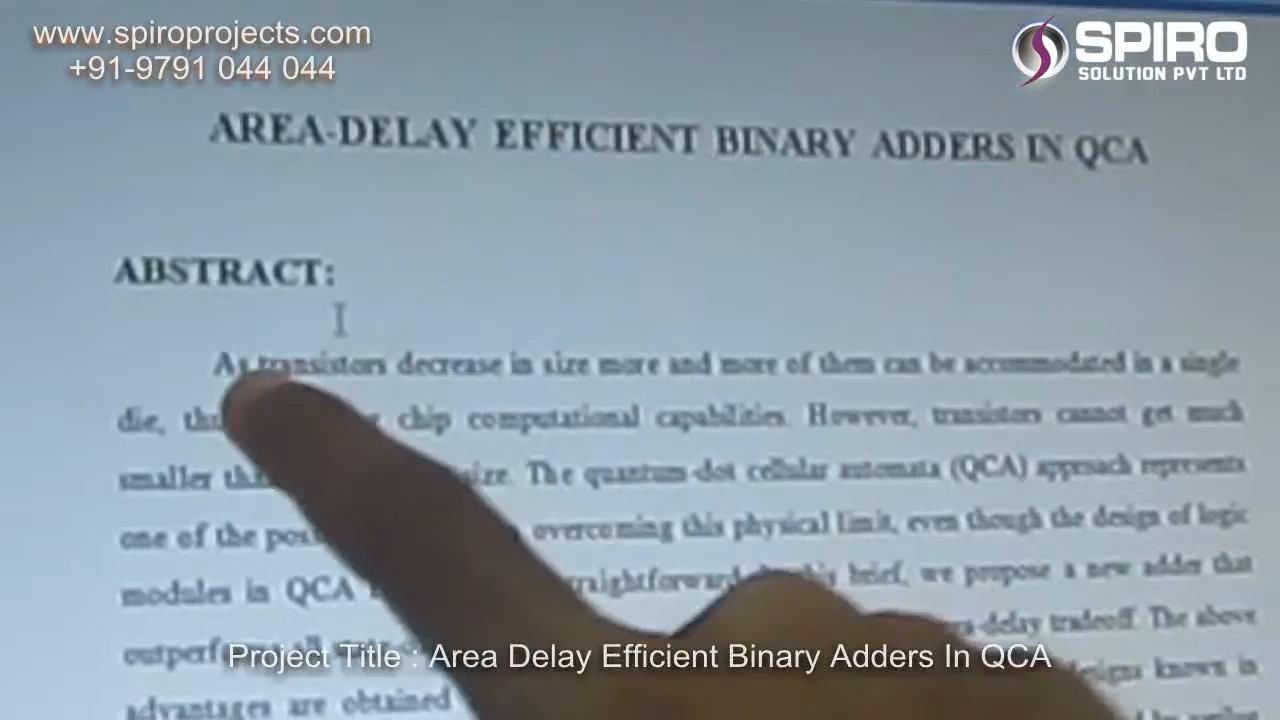 www.spiroprojects.com
+91-9791 044 044
SPIRO
SOLUTION PVT LTD
AREA-DELAY EFFICIENT BINARY ADDERS IN QCA
ABSTRACT:
As transistors decrease in size more and more of them can be accommodated in a single
die, chip computational capabilities. However, transistors cannot get much
smaller size. The quantum-dot cellular automata (QCA) approach represents
one of the overcoming this physical limit, even though the design of logic
modules in QCA brief, we propose a new adder that
delay tradeoff. The above
Project Title : Area Delay Efficient Binary Adders In QCA
known in
advantages are obtained